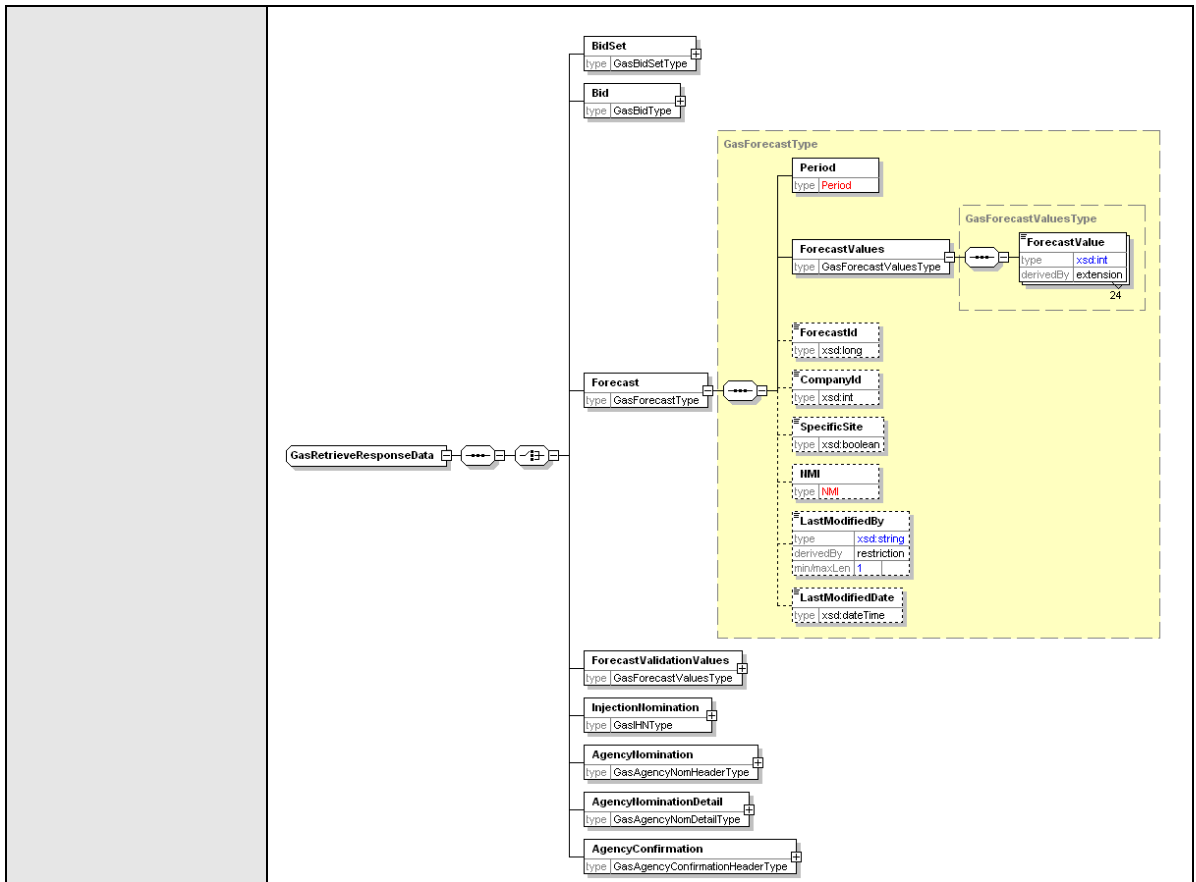 BidSet
type GasBidSetType
Bid
type GasBidType
GasForecastType
Period
type Period
GasForecastValuesType
ForecastValues
type GasForecastValuesType
ForecastValue
type xsd:int
derivedBy extension
24
ForecastId
type xsd:long
Forecast
type GasForecastType
CompanyId
type xsd:int
SpecificSite
type xsd:boolean
GasRetrieveResponseData
NMI
type NMI
LastModifiedBy
type xsd:string
derivedBy restriction
min/maxLen 1
LastModifiedDate
type xsd:dateTime
ForecastValidationValues
type GasForecastValuesType
InjectionNomination
type GasIHNType
AgencyNomination
type GasAgencyNomHeaderType
AgencyNominationDetail
type GasAgencyNomDetailType
AgencyConfirmation
type GasAgencyConfirmationHeaderType